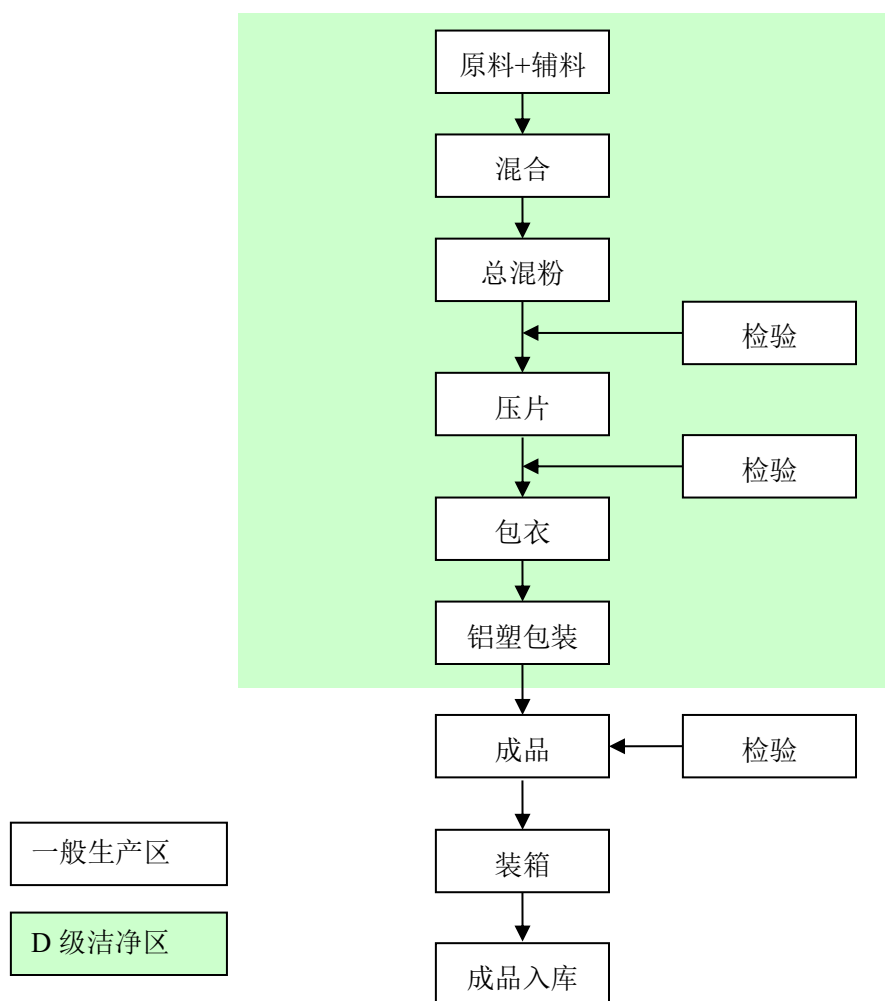 原料+辅料
混合
总混粉
检验
压片
检验
包衣
铝塑包装
成品
检验
一般生产区
装箱
D 级洁净区
成品入库